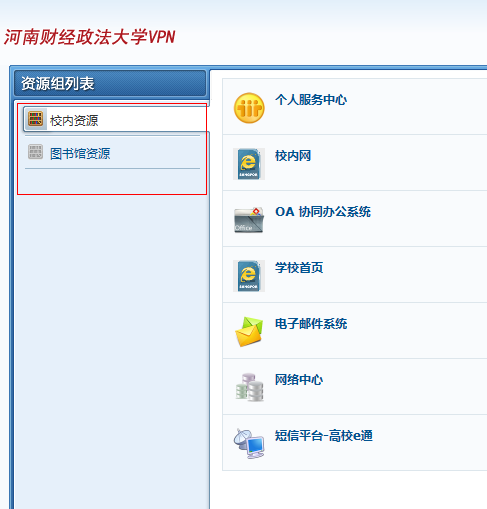 河南财经政法大学VPN
资源组列表
校内资源
图书馆资源
个人服务中心
校内网
OA 协同办公系统
Office
学校首页
电子邮件系统
网络中心
短信平台-高校e通